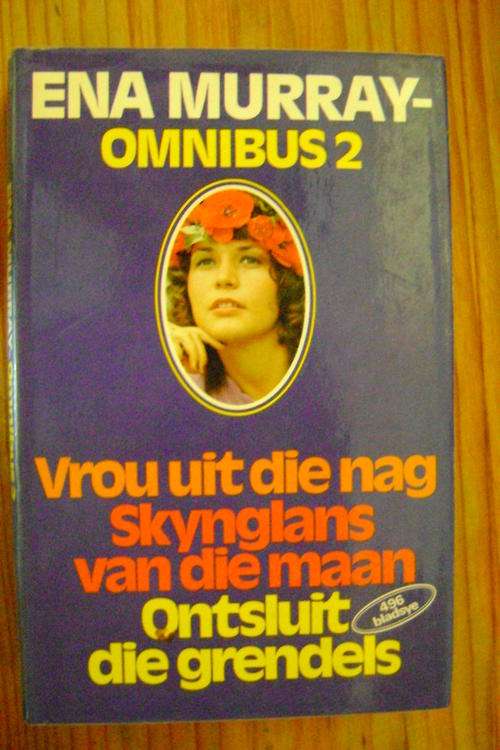 ENA MURRAY-
OMNIBUS 2
Vrou uit die nag
Skynglans
van die maan
Ontsluit
die grendels
496
bladsye